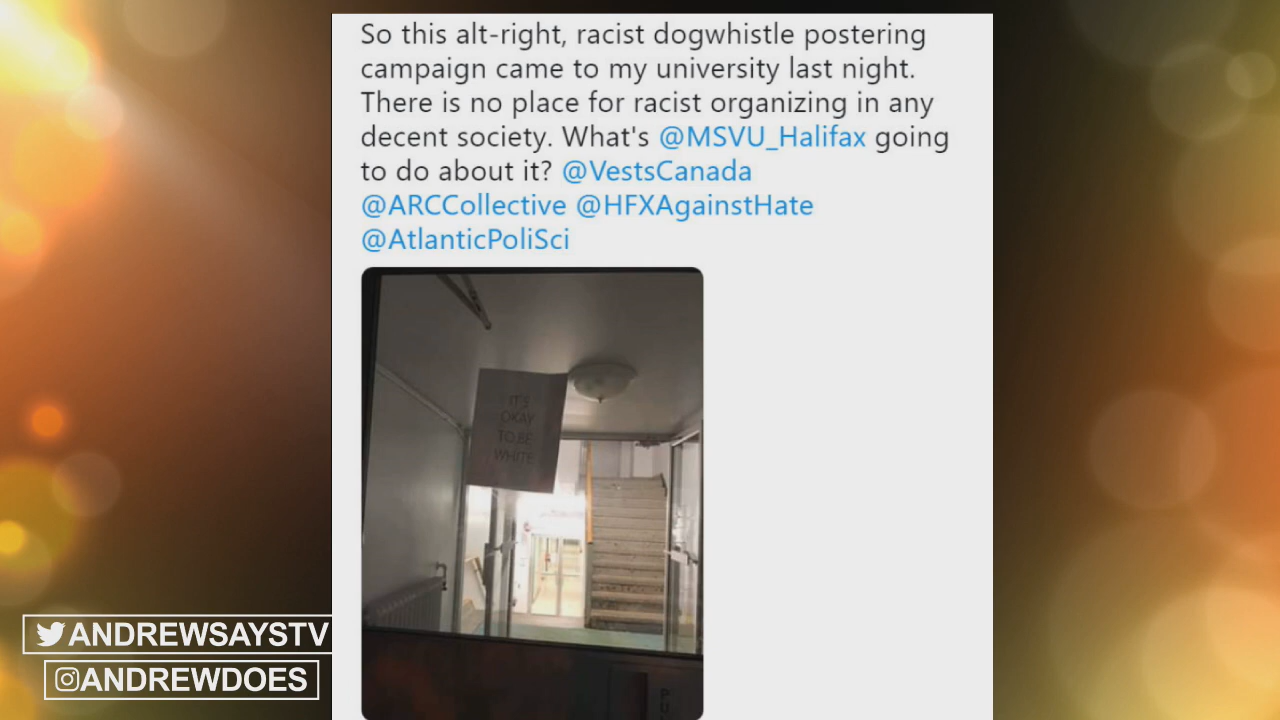 So this alt-right, racist dogwhistle postering
campaign came to my university last night.
There is no place for racist organizing in any
decent society. What's @MSVU_Halifax going
to do about it? @VestsCanada
@ARCCollective @HFXAgainstHate
@AtlanticPoliSci
IT'S
OKAY
TO BE
WHITE
ANDREWSAYSTV
ANDREWDOES